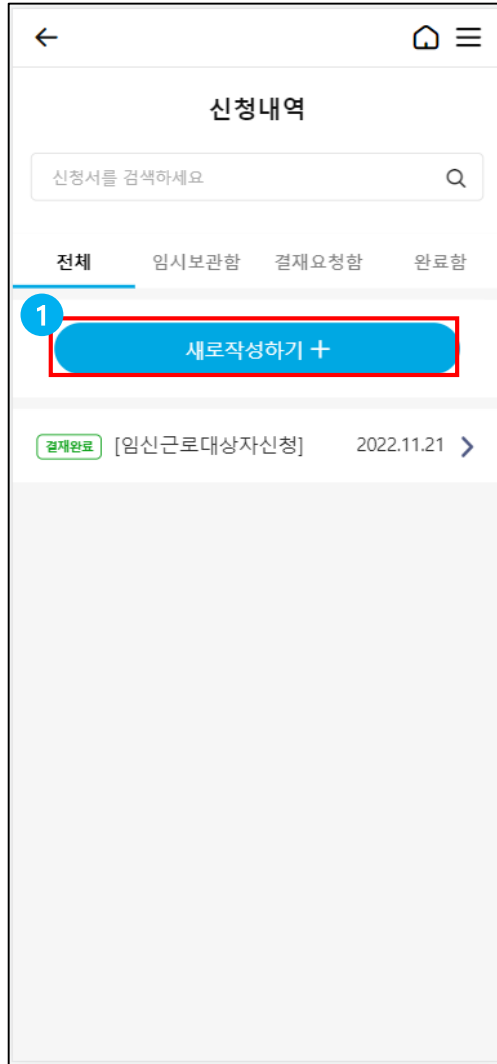 신청내역
신청서를 검색하세요
전체 임시보관함 결재요청함 완료함
1
새로작성하기 +
결재완료 [임신근로대상자신청] 2022.11.21